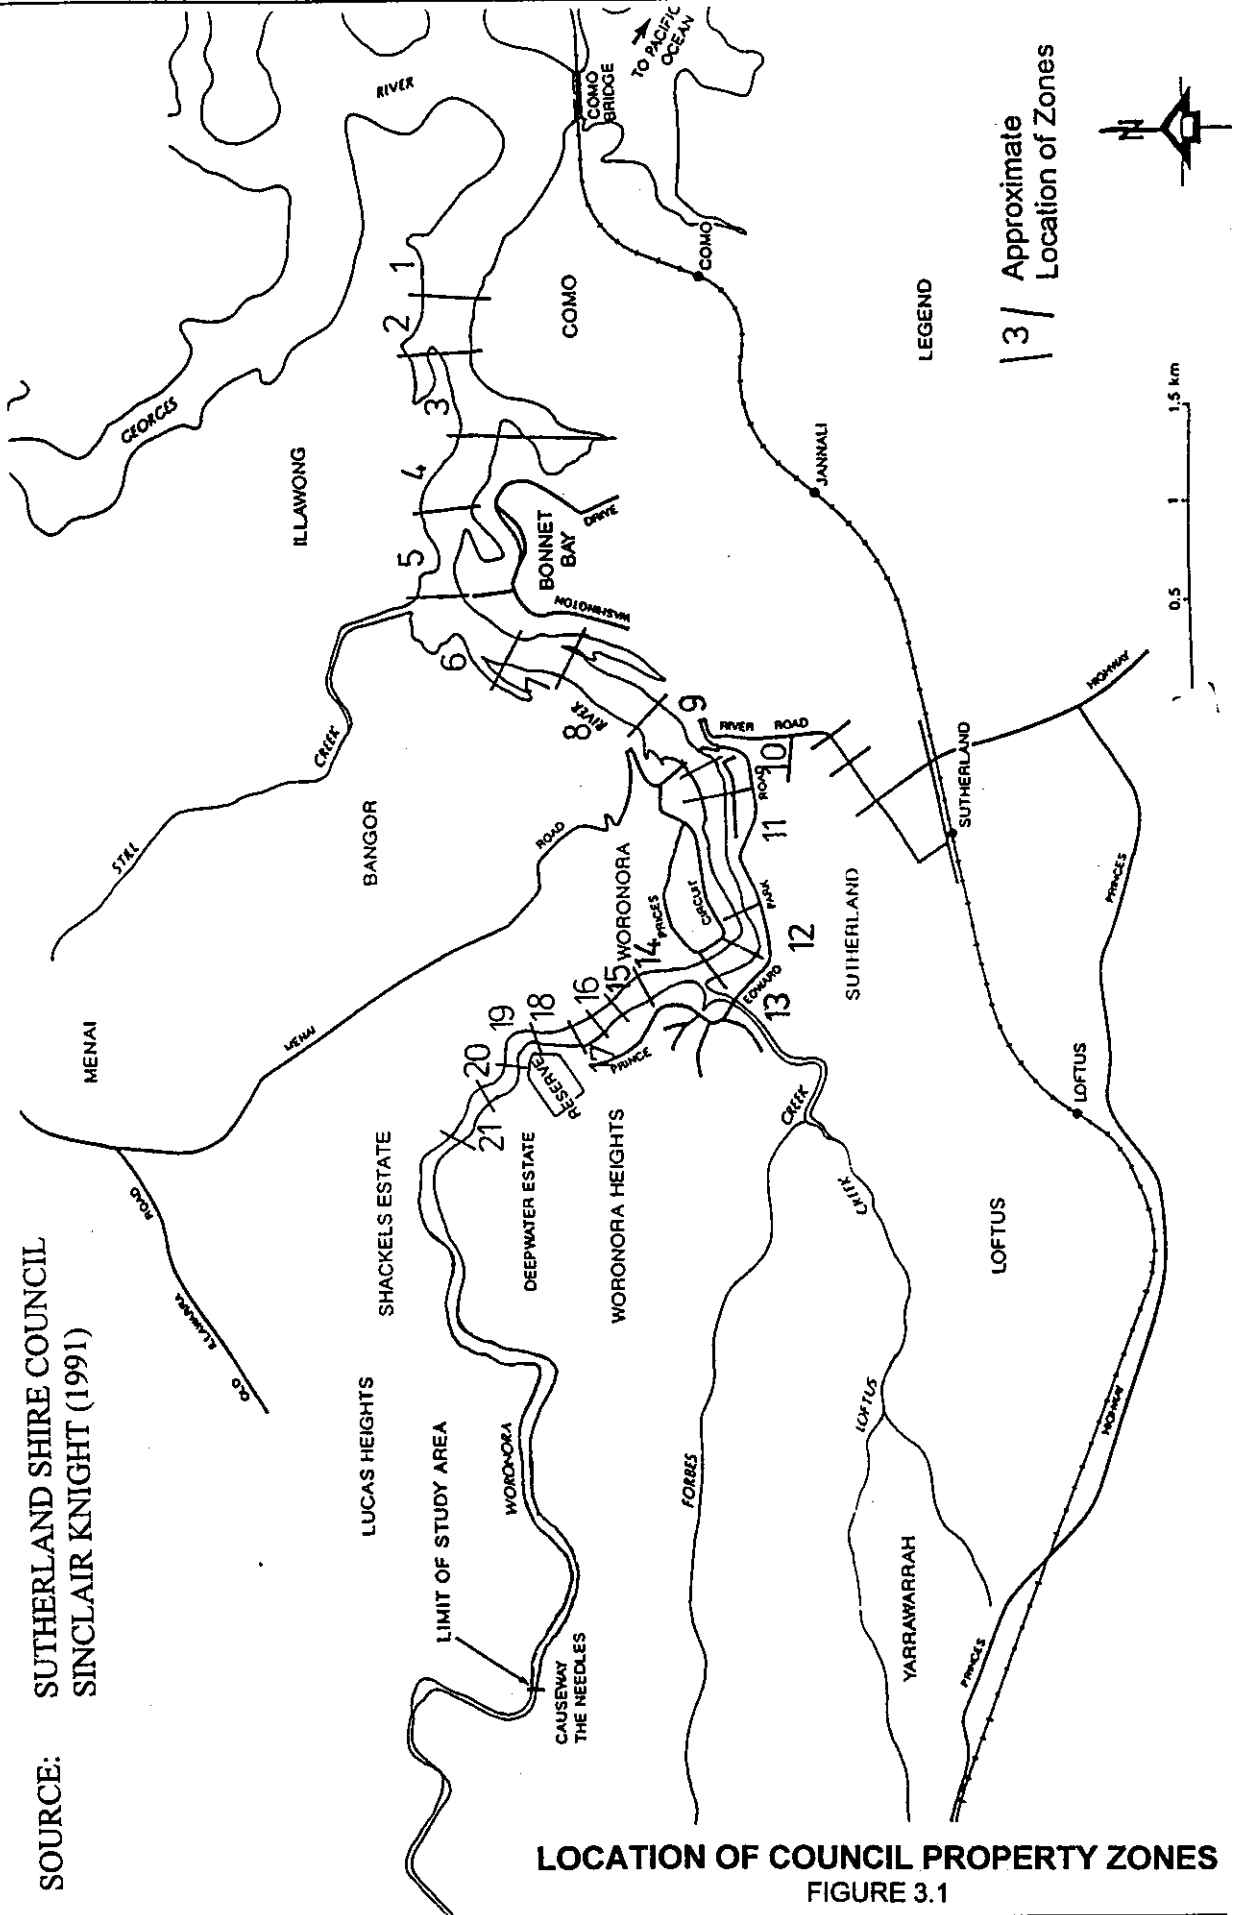 SOURCE: SUTHERLAND SHIRE COUNCIL
SINCLAIR KNIGHT (1991)
TO PACIFIC
OCEAN
COMO
BRIDGE
RIVER
GEORGES
ILLAWONG
COMO
COMO
1
2
3
4
5
6
8
9
10
11
12
13
14
15
16
17
18
19
20
21
BONNET
BAY
DRIVE
WASHINGTON
RIVER
STILL
CREEK
BANGOR
MENAI
MENAI
ROAD
OLD
ILLAWARRA
ROAD
WORONORA
PRICES
CIRCUIT
RIVER ROAD
ROAD
PARK
EDWARD
PRINCE
RESERVE
JANNALI
SUTHERLAND
SUTHERLAND
HIGHWAY
PRINCES
SHACKELS ESTATE
DEEPWATER ESTATE
WORONORA HEIGHTS
LUCAS HEIGHTS
LIMIT OF STUDY AREA
WORONORA
CAUSEWAY
THE NEEDLES
CREEK
FORBES
CREEK
LOFTUS
LOFTUS
LOFTUS
YARRAWARRAH
PRINCES
HIGHWAY
LEGEND
3 Approximate
Location of Zones
N
0.5 1 1.5 km
LOCATION OF COUNCIL PROPERTY ZONES
FIGURE 3.1